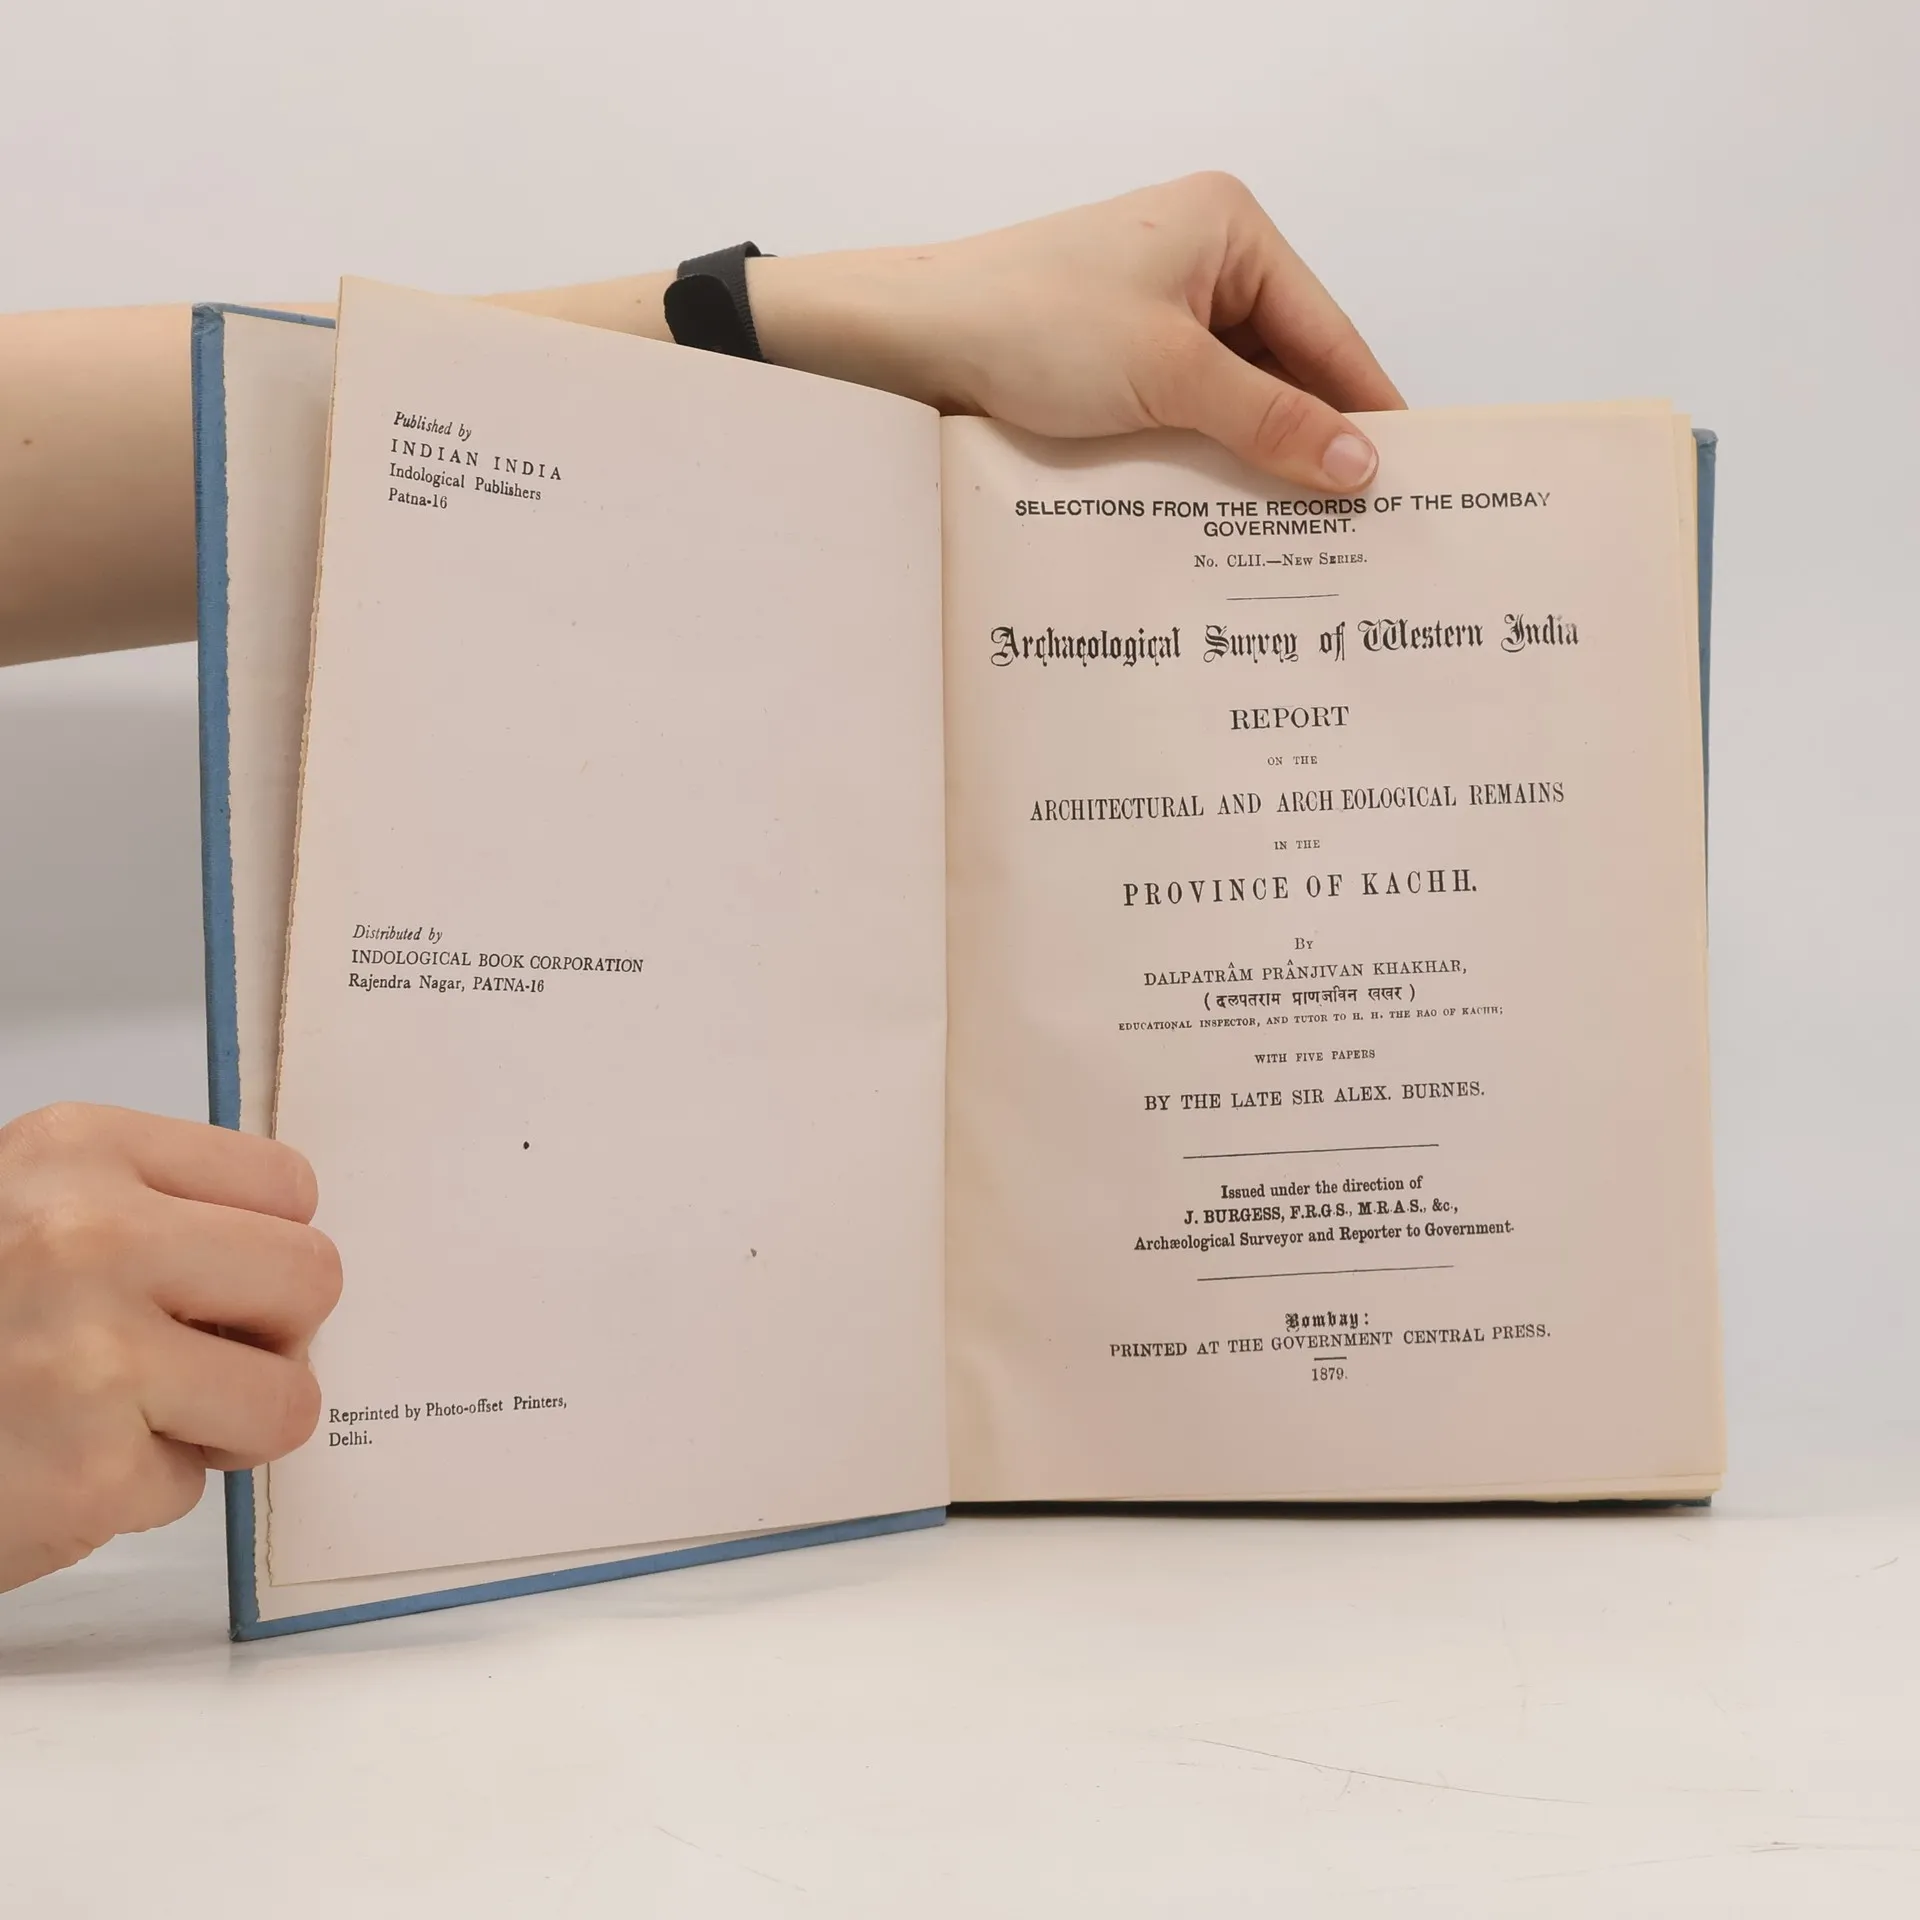 Published by
INDIAN INDIA
Indological Publishers
Patna-16
Distributed by
INDOLOGICAL BOOK CORPORATION
Rajendra Nagar, PATNA-16
Reprinted by Photo-offset Printers,
Delhi.
SELECTIONS FROM THE RECORDS OF THE BOMBAY
GOVERNMENT.
No. CLII.—New Series.
Archaeological Survey of Western India
REPORT
ON THE
ARCHITECTURAL AND ARCH EOLOGICAL REMAINS
IN THE
PROVINCE OF KACHH.
By
DALPATRÂM PRÂNJIVAN KHAKHAR,
( दलपतराम प्राणजविन खखर )
EDUCATIONAL INSPECTOR, AND TUTOR TO H. H. THE RAO OF KACHH;
WITH FIVE PAPERS
BY THE LATE SIR ALEX. BURNES.
Issued under the direction of
J. BURGESS, F.R.G.S., M.R.A.S., &c.,
Archæological Surveyor and Reporter to Government.
Bombay:
PRINTED AT THE GOVERNMENT CENTRAL PRESS.
1879.